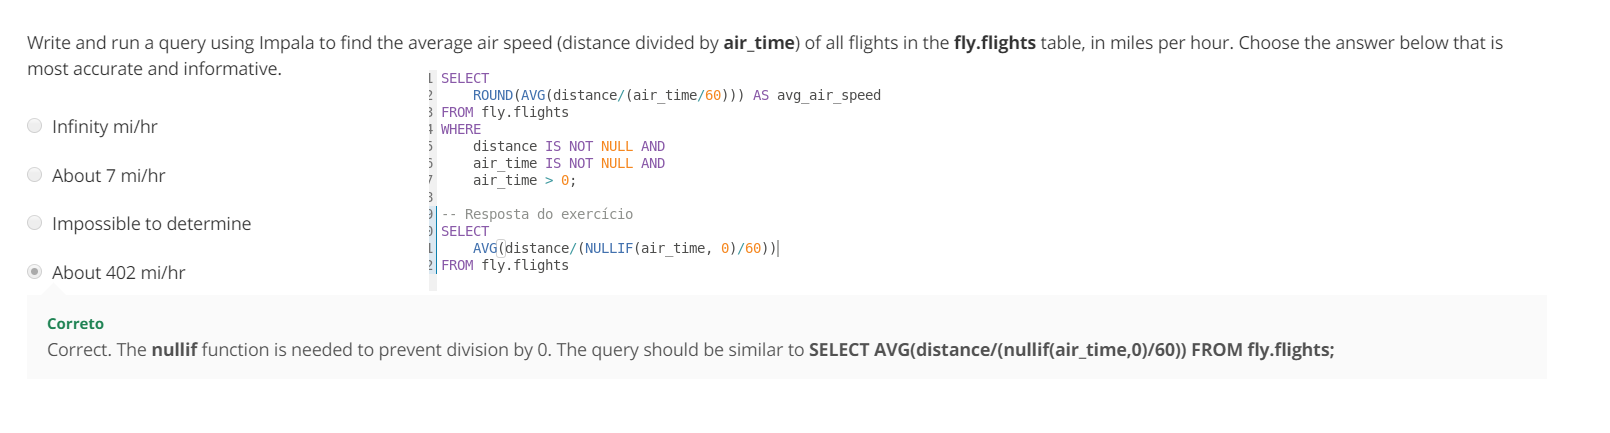 Write and run a query using Impala to find the average air speed (distance divided by air_time) of all flights in the fly.flights table, in miles per hour. Choose the answer below that is
most accurate and informative.
1 SELECT
2 ROUND(AVG(distance/(air_time/60))) AS avg_air_speed
3 FROM fly.flights
4 WHERE
5 distance IS NOT NULL AND
6 air_time IS NOT NULL AND
7 air_time > 0;
8
9 -- Resposta do exercício
0 SELECT
1 AVG(distance/(NULLIF(air_time, 0)/60))
2 FROM fly.flights
Infinity mi/hr
About 7 mi/hr
Impossible to determine
About 402 mi/hr
Correto
Correct. The nullif function is needed to prevent division by 0. The query should be similar to SELECT AVG(distance/(nullif(air_time,0)/60)) FROM fly.flights;